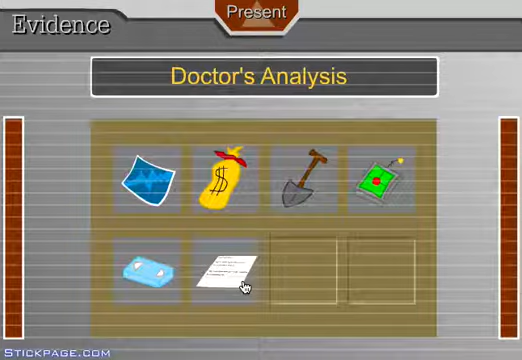 Present
Evidence
Doctor's Analysis
$
STICKPAGE.COM